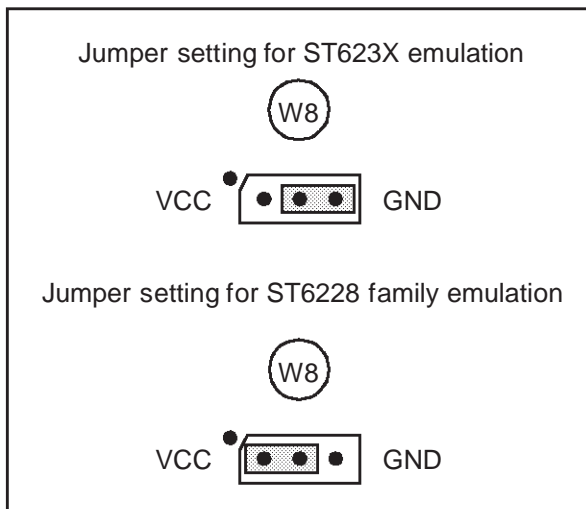 Jumper setting for ST623X emulation
W8
VCC GND
Jumper setting for ST6228 family emulation
W8
VCC GND